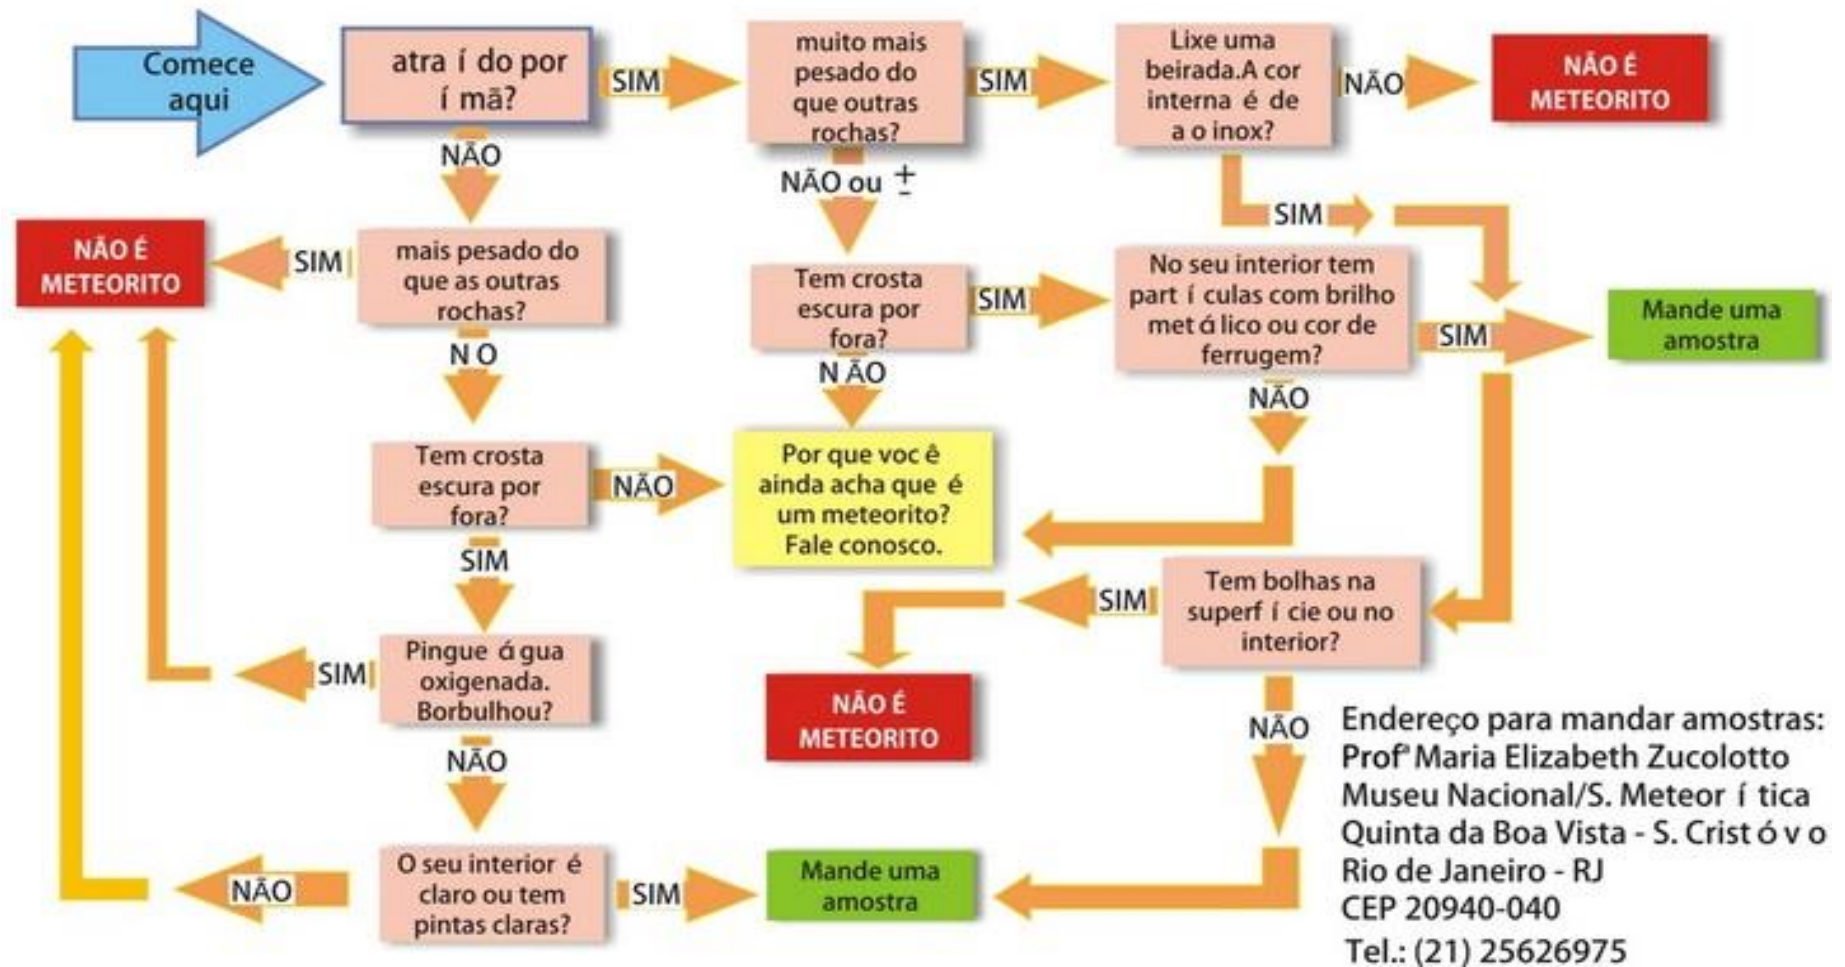 Comece
aqui
atra í do por
í mã?
SIM
muito mais
pesado do
que outras
rochas?
SIM
Lixe uma
beirada.A cor
interna é de
a o inox?
NÃO
NÃO É
METEORITO
NÃO
NÃO ou ±
SIM
NÃO É
METEORITO
SIM
mais pesado do
que as outras
rochas?
Tem crosta
escura por
fora?
SIM
No seu interior tem
part í culas com brilho
met á lico ou cor de
ferrugem?
SIM
Mande uma
amostra
N O
N ÃO
NÃO
Tem crosta
escura por
fora?
NÃO
Por que voc ê
ainda acha que é
um meteorito?
Fale conosco.
SIM
SIM
Tem bolhas na
superf í cie ou no
interior?
SIM
Pingue á gua
oxigenada.
Borbulhou?
NÃO É
METEORITO
NÃO
NÃO
NÃO
O seu interior é
claro ou tem
pintas claras?
SIM
Mande uma
amostra
Endereço para mandar amostras:
Profª Maria Elizabeth Zucolotto
Museu Nacional/S. Meteor í tica
Quinta da Boa Vista - S. Crist ó v o
Rio de Janeiro - RJ
CEP 20940-040
Tel.: (21) 25626975